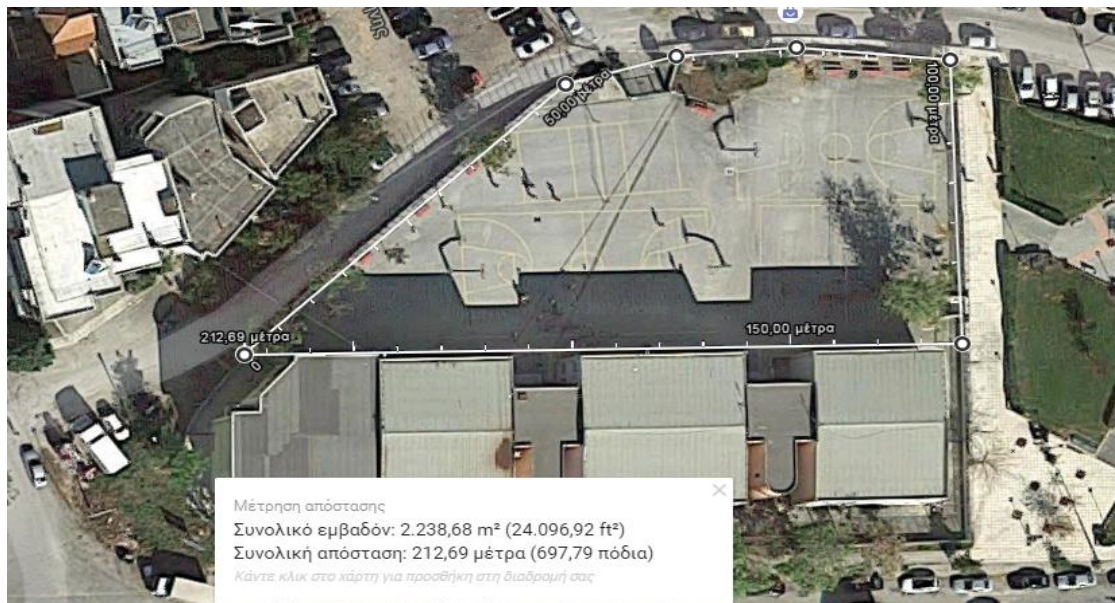 50,00 μέτρα
100,00 μέτρα
212,69 μέτρα
0
150,00 μέτρα
Μέτρηση απόστασης
Συνολικό εμβαδόν: 2.238,68 m² (24.096,92 ft²)
Συνολική απόσταση: 212,69 μέτρα (697,79 πόδια)
Κάντε κλικ στο χάρτη για προσθήκη στη διαδρομή σας